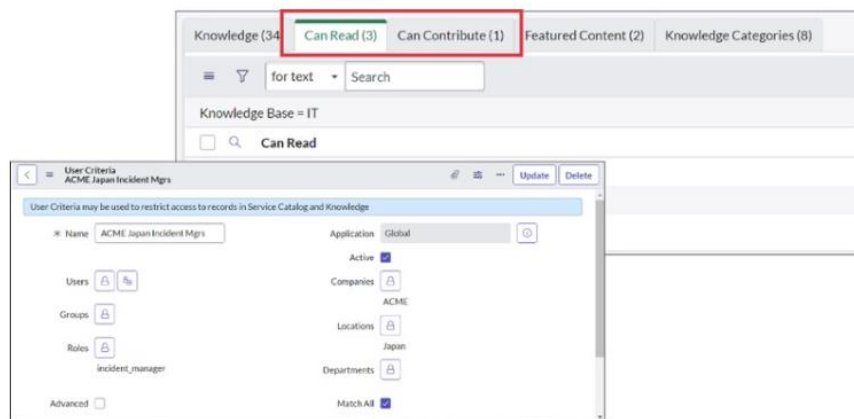 Knowledge (34 Can Read (3) Can Contribute (1) Featured Content (2) Knowledge Categories (8)
for text Search
Knowledge Base = IT
Can Read
User Criteria
ACME Japan Incident Mgrs
Update Delete
User Criteria may be used to restrict access to records in Service Catalog and Knowledge
* Name ACME Japan Incident Mgrs Application Global
Active
Users Companies
ACME
Groups Locations
Japan
Roles
incident_manager Departments
Advanced Match All